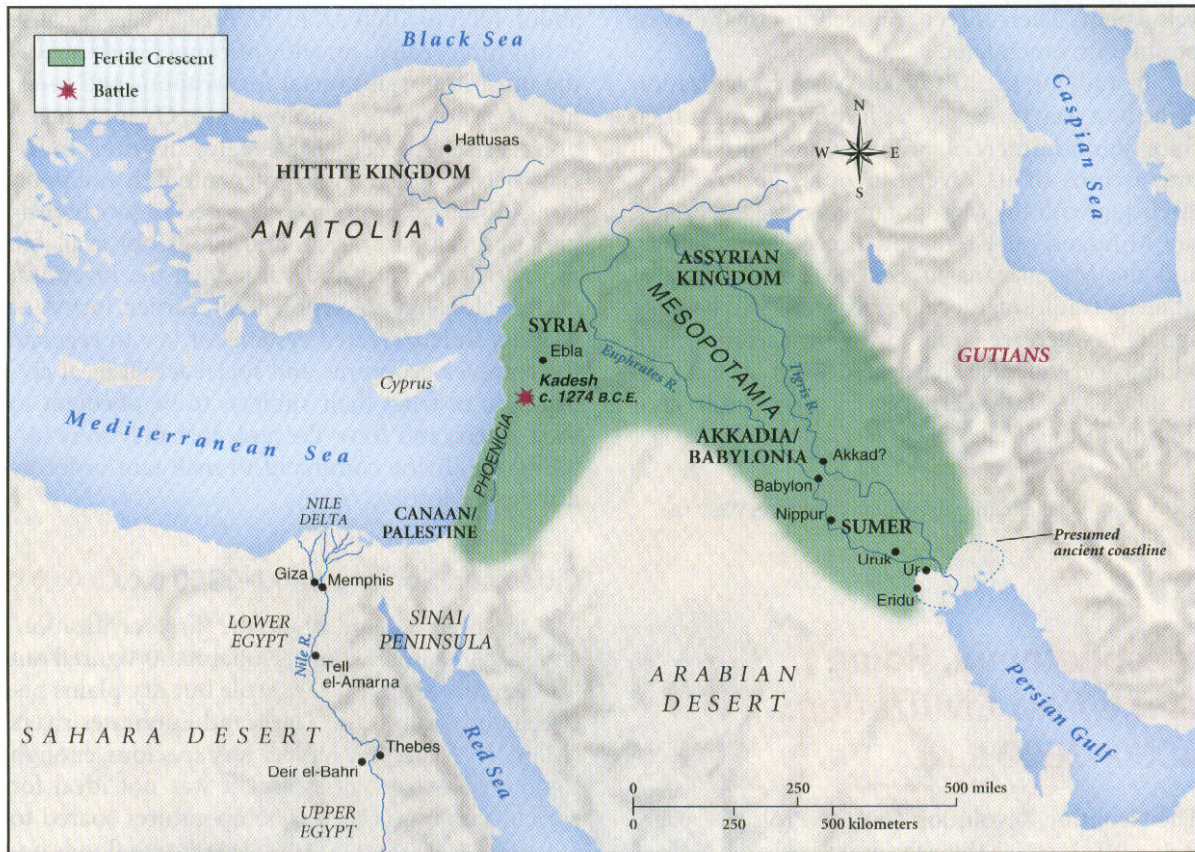 Fertile Crescent
Battle
Black Sea
Caspian Sea
N
W
E
S
Hattusas
HITTITE KINGDOM
ANATOLIA
ASSYRIAN
KINGDOM
MESOPOTAMIA
SYRIA
Ebla
Euphrates R.
Tigris R.
GUTIANS
Cyprus
Kadesh
c. 1274 B.C.E.
Mediterranean Sea
PHOENICIA
AKKADIA/
BABYLONIA
Akkad?
Babylon
Nippur
SUMER
NILE
DELTA
CANAAN/
PALESTINE
Presumed
ancient coastline
Uruk
Ur
Eridu
Giza
Memphis
LOWER
EGYPT
Nile R.
SINAI
PENINSULA
Tell
el-Amarna
ARABIAN
DESERT
Persian Gulf
SAHARA DESERT
Red Sea
Thebes
Deir el-Bahri
UPPER
EGYPT
0 250 500 miles
0 250 500 kilometers